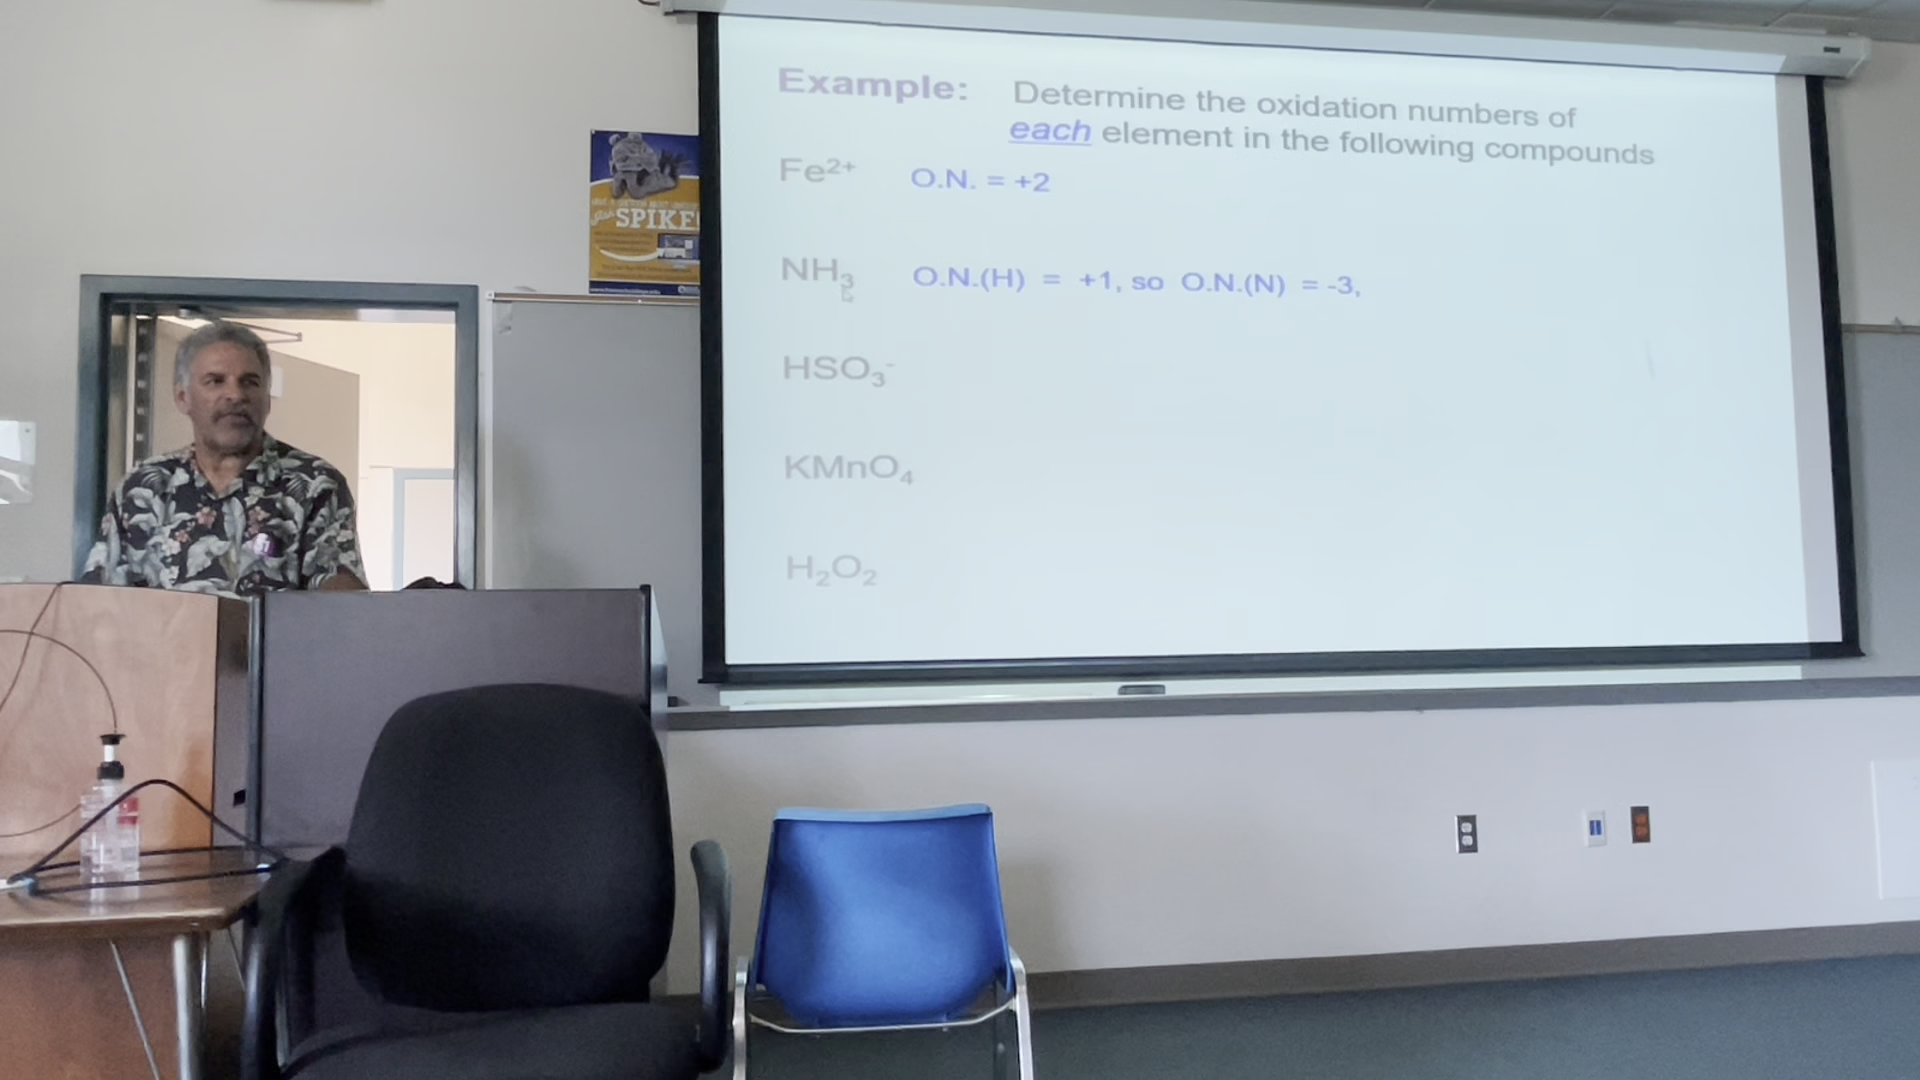 Example: Determine the oxidation numbers of
each element in the following compounds
Fe²⁺ O.N. = +2
NH₃ O.N.(H) = +1, so O.N.(N) = -3,
HSO₃⁻
KMnO₄
H₂O₂
SPIKE